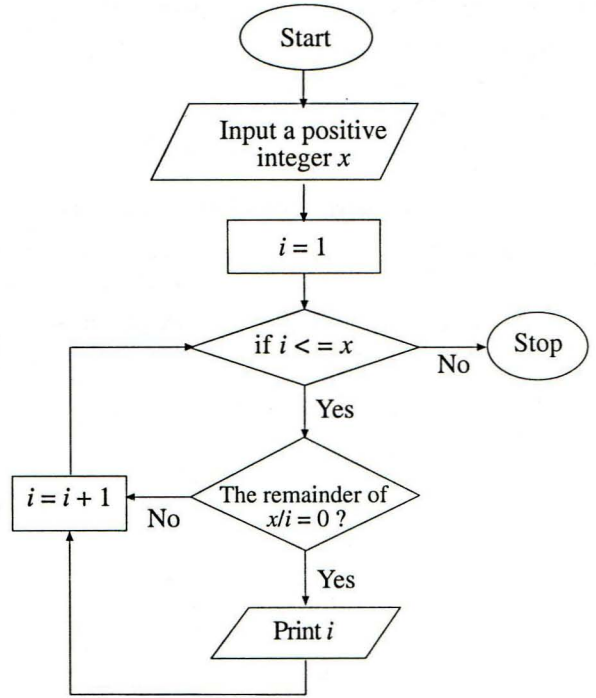 Start
Input a positive
integer x
i = 1
if i < = x
No
Stop
Yes
i = i + 1
No
The remainder of
x/i = 0 ?
Yes
Print i